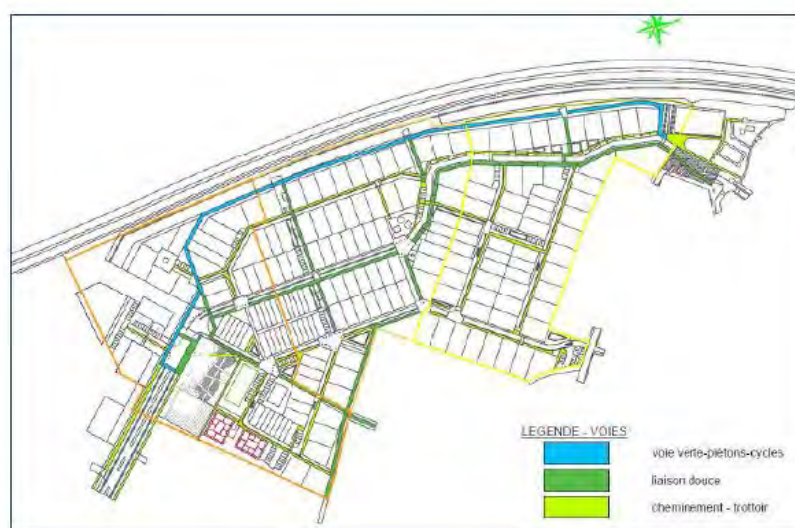 LEGENDE - VOIES
voie verte-piétons-cycles
liaison douce
cheminement - trottoir